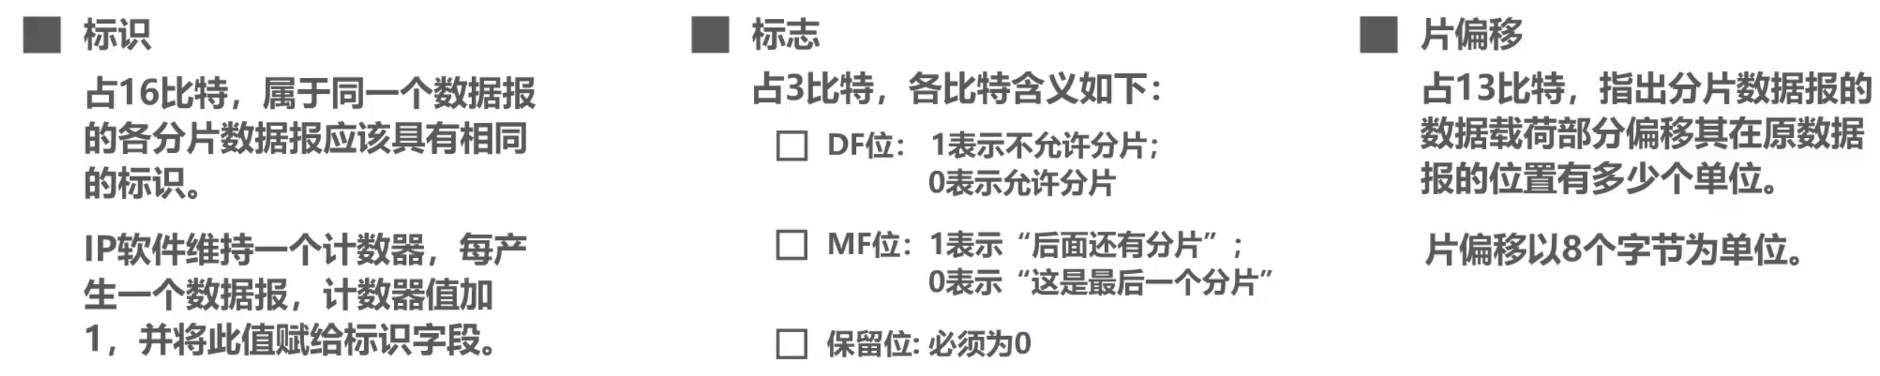 标识
占16比特，属于同一个数据报
的各分片数据报应该具有相同
的标识。
IP软件维持一个计数器，每产
生一个数据报，计数器值加
1，并将此值赋给标识字段。
标志
占3比特，各比特含义如下：
DF位： 1表示不允许分片；
0表示允许分片
MF位：1表示“后面还有分片”；
0表示“这是最后一个分片”
保留位: 必须为0
片偏移
占13比特，指出分片数据报的
数据载荷部分偏移其在原数据
报的位置有多少个单位。
片偏移以8个字节为单位。